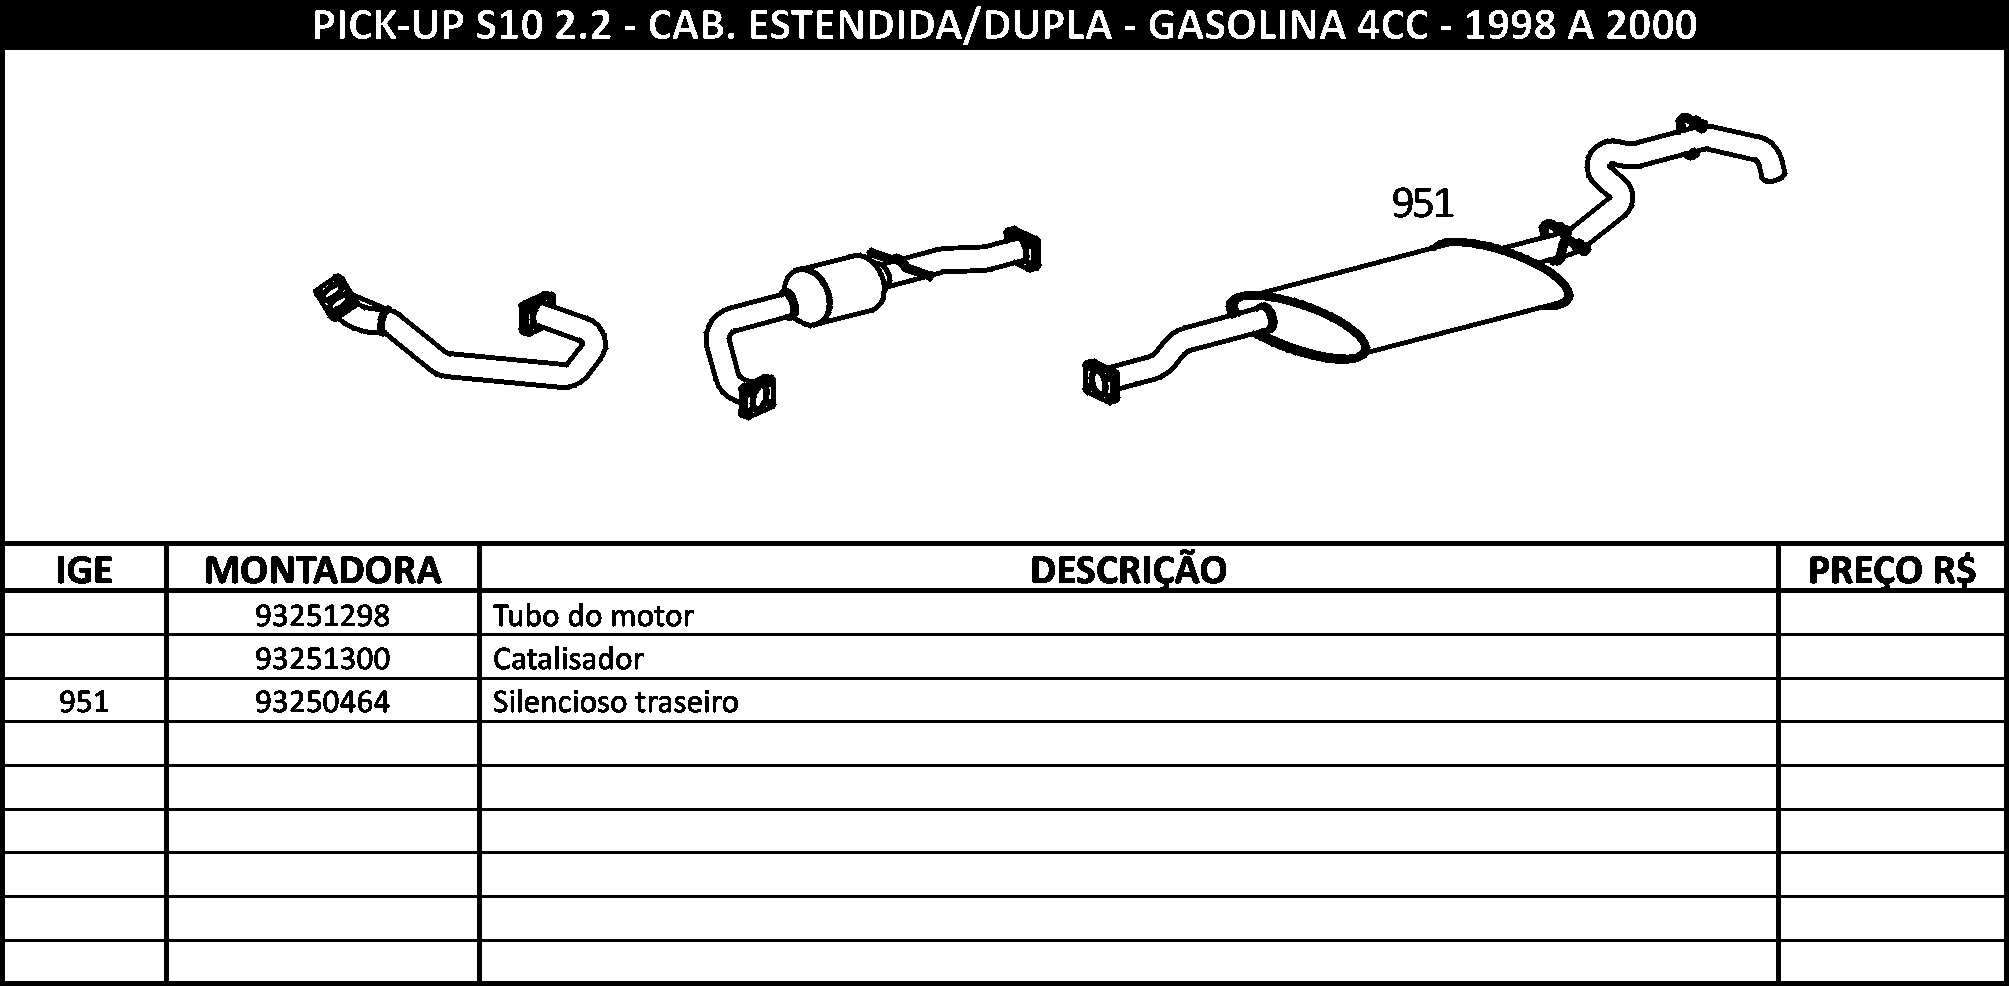 PICK-UP S10 2.2 - CAB. ESTENDIDA/DUPLA - GASOLINA 4CC - 1998 A 2000
951
IGE MONTADORA DESCRIÇÃO PREÇO R$
93251298 Tubo do motor
93251300 Catalisador
951 93250464 Silencioso traseiro